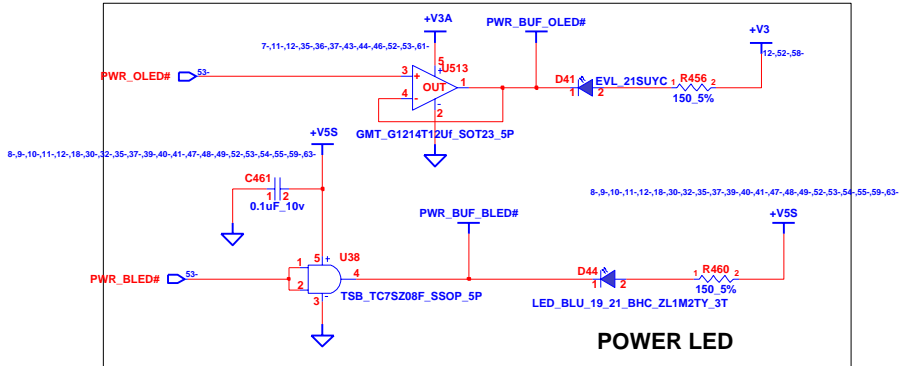 +V3A
PWR_BUF_OLED#
+V3
7-,11-,12-,35-,36-,37-,43-,44-,46-,52-,53-,61-
12-,52-,58-
5
U513
PWR_OLED#
53-
3
+
OUT
1
4
-
-
2
D41
EVL_21SUYC
1
2
1
R456
2
150_5%
GMT_G1214T12Uf_SOT23_5P
+V5S
8-,9-,10-,11-,12-,18-,30-,32-,35-,37-,39-,40-,41-,47-,48-,49-,52-,53-,54-,55-,59-,63-
C461
1
2
0.1uF_10v
8-,9-,10-,11-,12-,18-,30-,32-,35-,37-,39-,40-,41-,47-,48-,49-,52-,53-,54-,55-,59-,63-
PWR_BUF_BLED#
+V5S
PWR_BLED#
53-
5
+
U38
1
2
4
3
-
TSB_TC7SZ08F_SSOP_5P
D44
1
2
LED_BLU_19_21_BHC_ZL1M2TY_3T
1
R460
2
150_5%
POWER LED